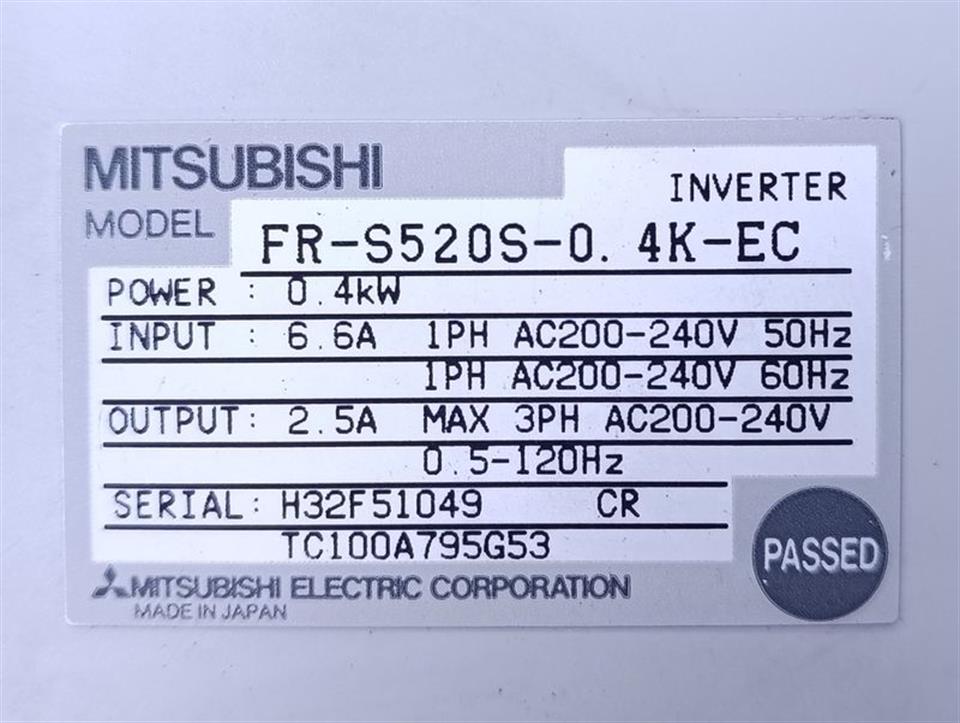 MITSUBISHI
INVERTER
MODEL FR-S520S-0.4K-EC
POWER : 0.4kW
INPUT : 6.6A 1PH AC200-240V 50Hz
1PH AC200-240V 60Hz
OUTPUT: 2.5A MAX 3PH AC200-240V
0.5-120Hz
SERIAL: H32F51049 CR
TC100A795G53
PASSED
MITSUBISHI ELECTRIC CORPORATION
MADE IN JAPAN